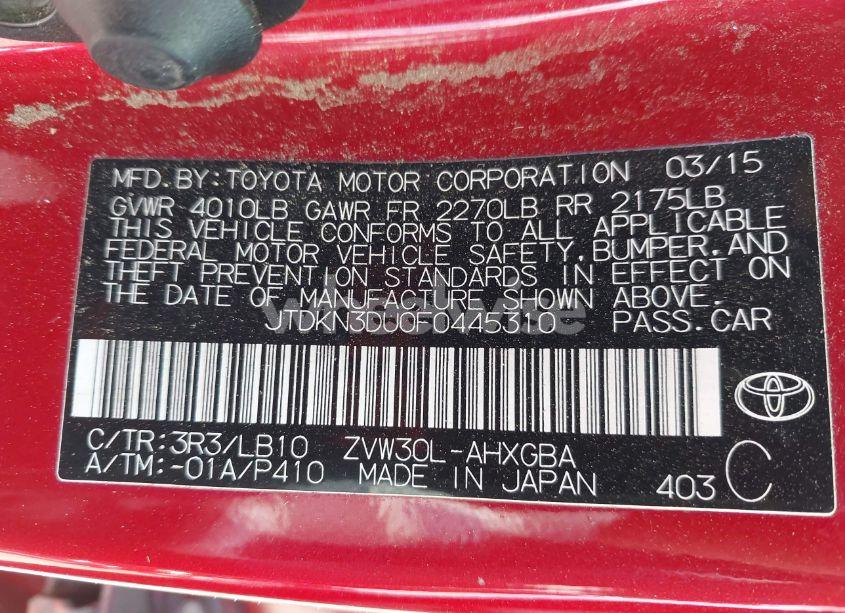 MFD.BY:TOYOTA MOTOR CORPORATION 03/15
GVWR 4010LB GAWR FR 2270LB RR 2175LB
THIS VEHICLE CONFORMS TO ALL APPLICABLE
FEDERAL MOTOR VEHICLE SAFETY,BUMPER,AND
THEFT PREVENTION STANDARDS IN EFFECT ON
THE DATE OF MANUFACTURE SHOWN ABOVE.
JTDKN3DU0F0445310 PASS.CAR
C/TR:3R3/LB10 ZVW30L-AHXGBA
A/TM:-01A/P410 MADE IN JAPAN 403 C